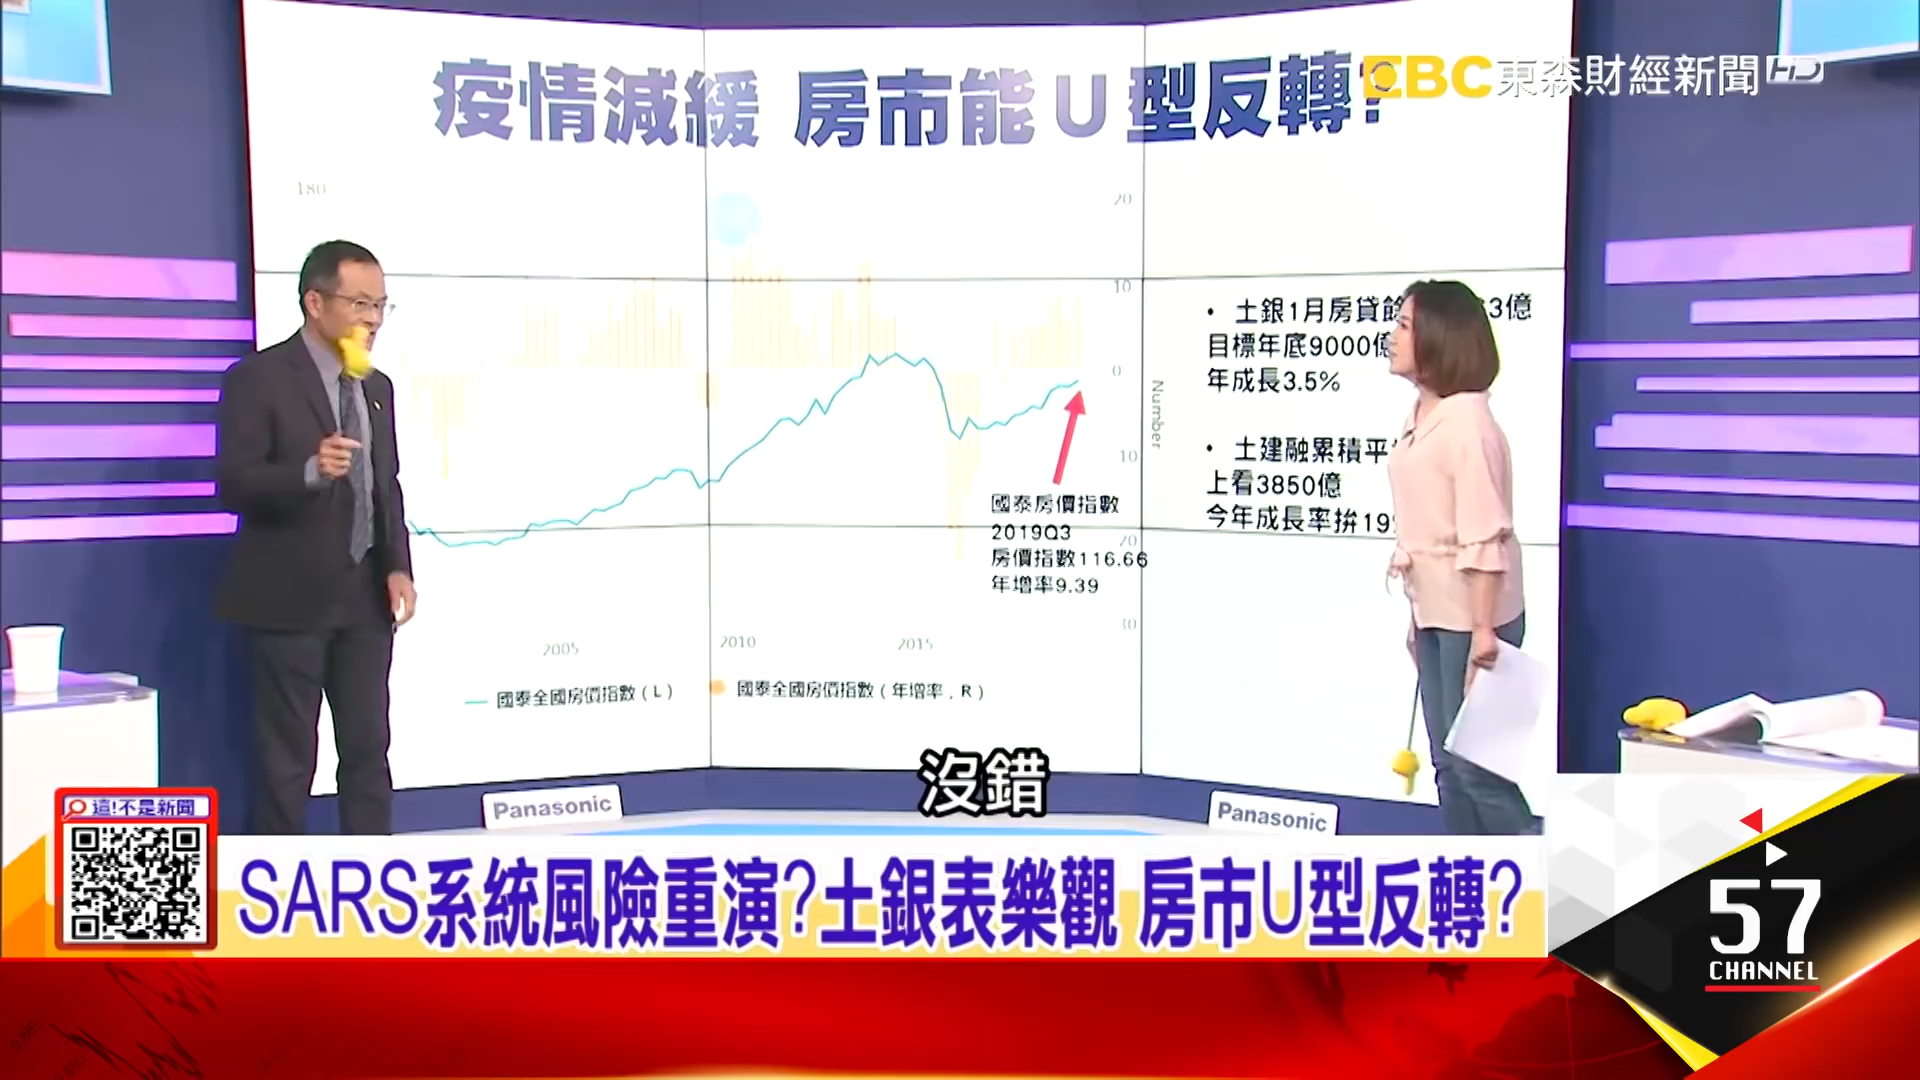 疫情減緩 房市能U型反轉?
EBC東森財經新聞HD
180
20
10
0
10
20
30
Number
2005
2010
2015
國泰房價指數
2019Q3
房價指數116.66
年增率9.39
國泰全國房價指數(L)
國泰全國房價指數(年增率,R)
• 土銀1月房貸餘
3億
目標年底9000億
年成長3.5%
• 土建融累積平
上看3850億
今年成長率拚19
Panasonic
Panasonic
沒錯
這!不是新聞
SARS系統風險重演?土銀表樂觀 房市U型反轉?
57
CHANNEL